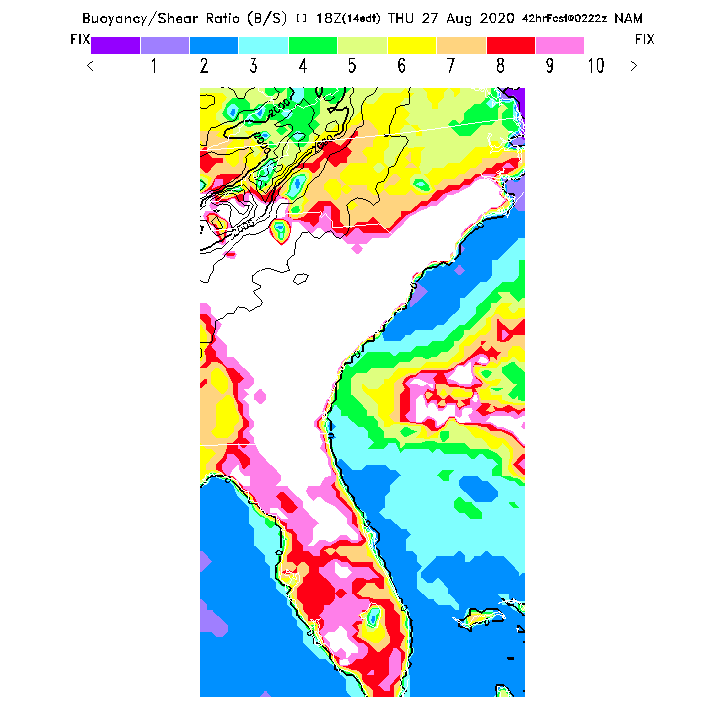 Buoyancy/Shear Ratio (B/S) [] 18Z(14edt) THU 27 Aug 2020 42hrFcst@0222z NAM
FIX FIX
< 1 2 3 4 5 6 7 8 9 10 >
2000